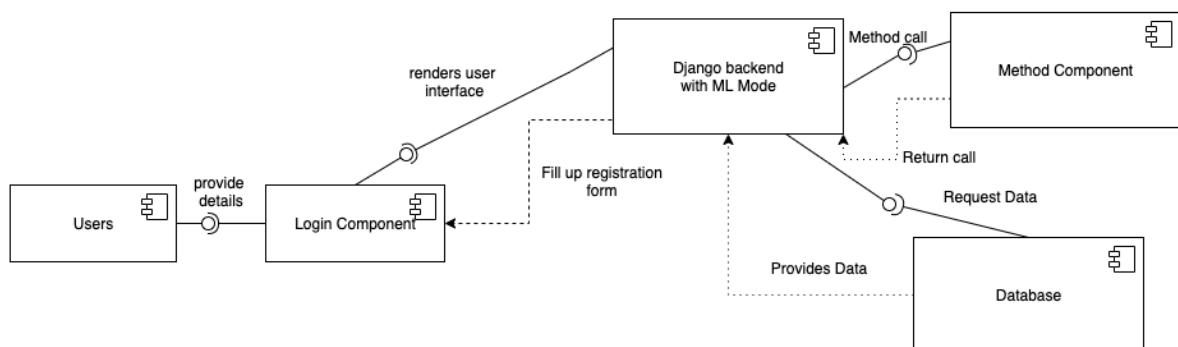 Method call
Django backend
with ML Mode
Method Component
renders user
interface
Return call
Fill up registration
form
provide
details
Request Data
Users
Login Component
Provides Data
Database